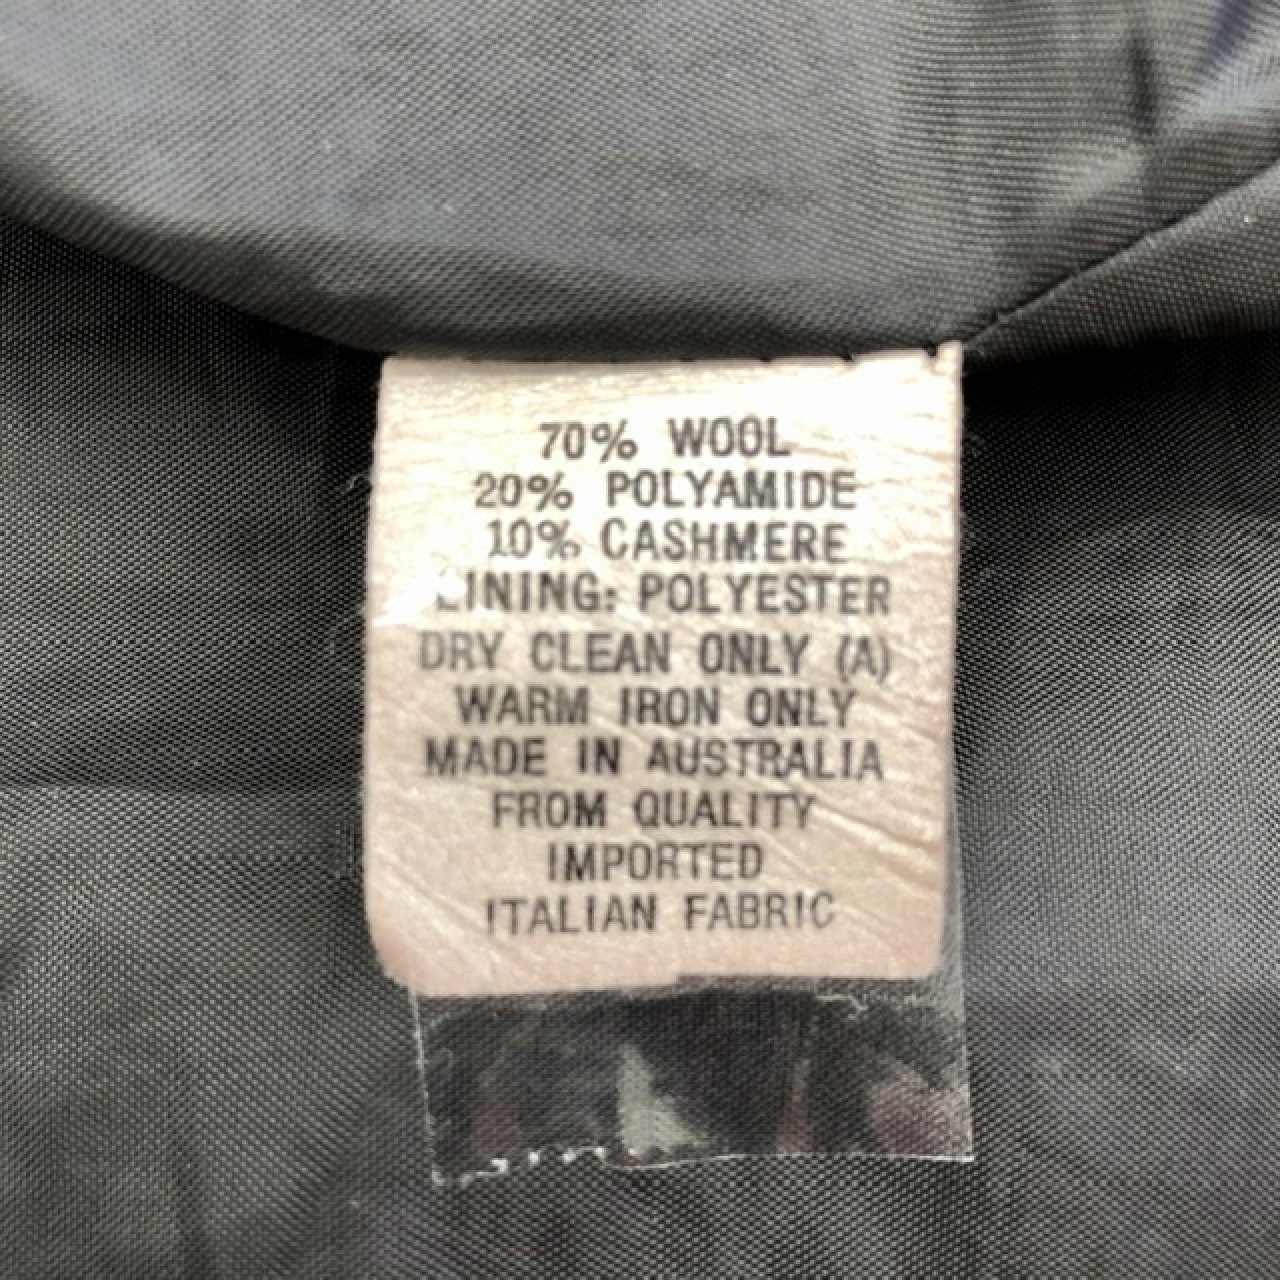 70% WOOL
20% POLYAMIDE
10% CASHMERE
LINING: POLYESTER
DRY CLEAN ONLY (A)
WARM IRON ONLY
MADE IN AUSTRALIA
FROM QUALITY
IMPORTED
ITALIAN FABRIC